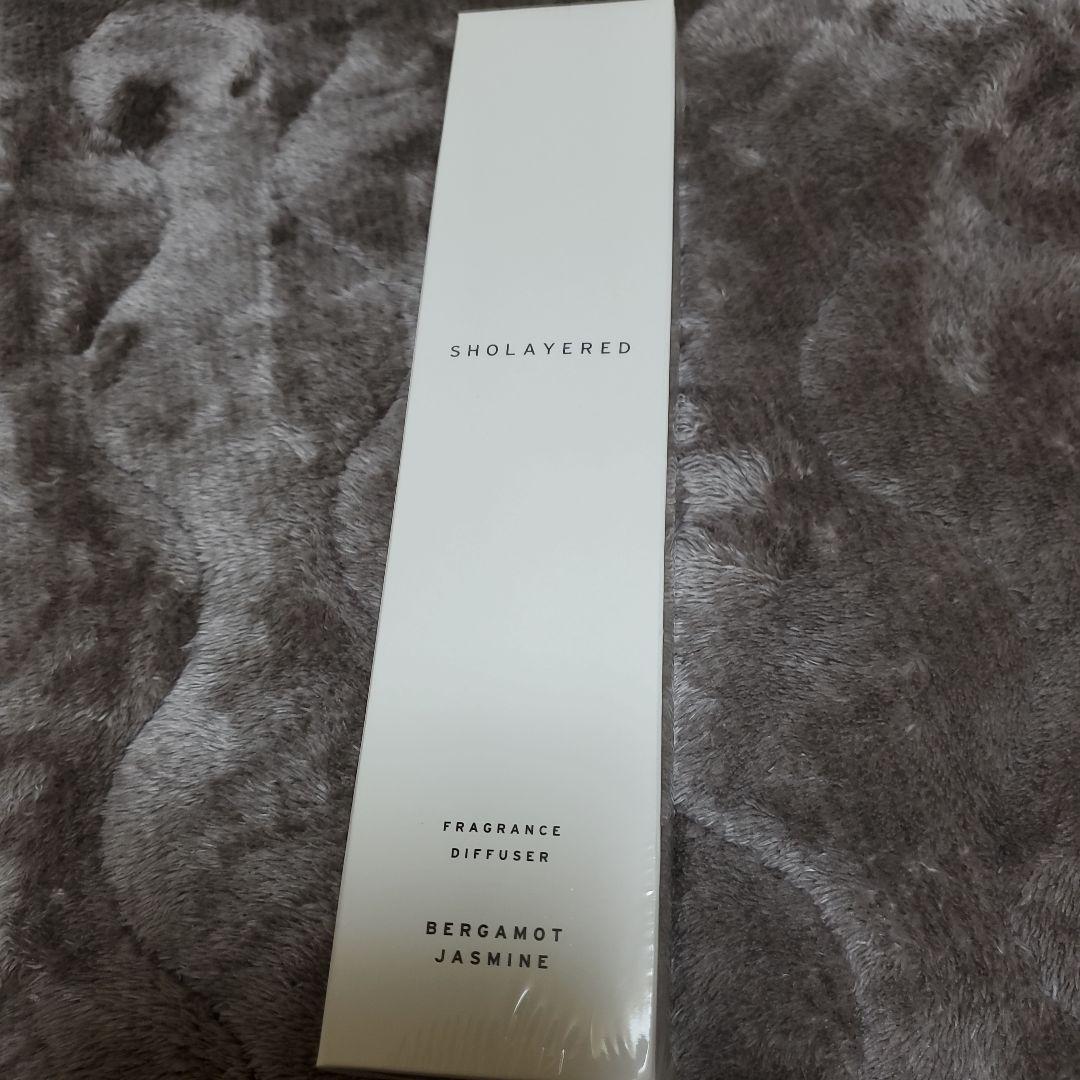 SHOLAYERED
FRAGRANCE
DIFFUSER
BERGAMOT
JASMINE